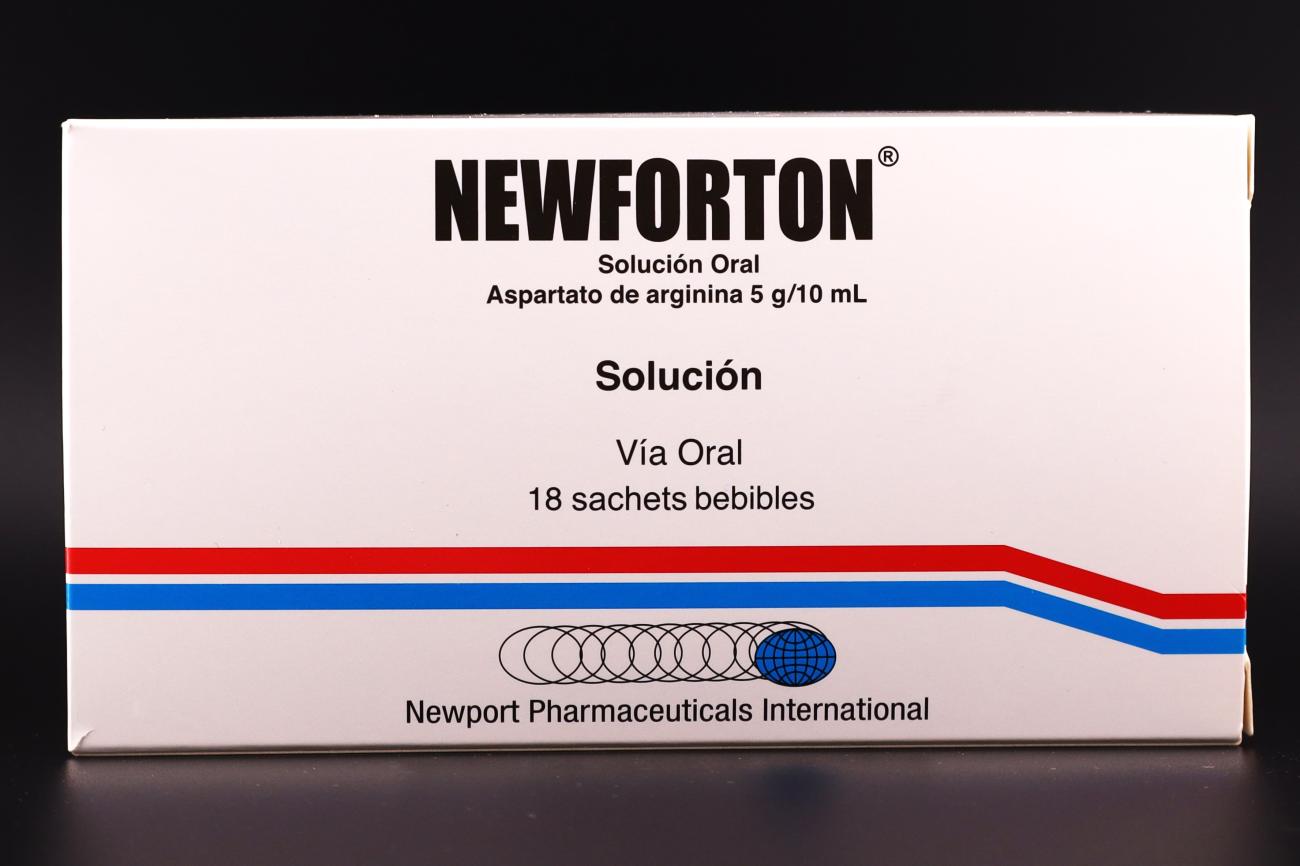 NEWFORTON®
Solución Oral
Aspartato de arginina 5 g/10 mL
Solución
Vía Oral
18 sachets bebibles
Newport Pharmaceuticals International